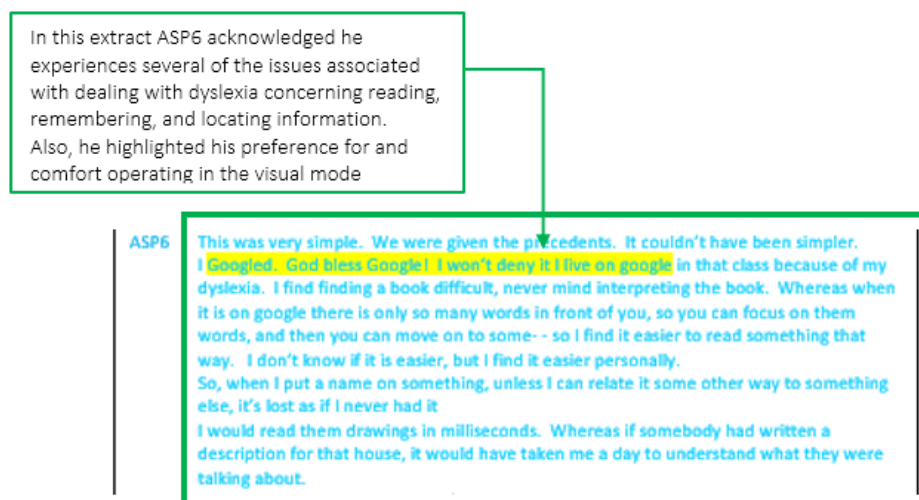 In this extract ASP6 acknowledged he
experiences several of the issues associated
with dealing with dyslexia concerning reading,
remembering, and locating information.
Also, he highlighted his preference for and
comfort operating in the visual mode
ASP6 This was very simple. We were given the precedents. It couldn't have been simpler.
I Googled. God bless Google! I won't deny it I live on google in that class because of my
dyslexia. I find finding a book difficult, never mind interpreting the book. Whereas when
it is on google there is only so many words in front of you, so you can focus on them
words, and then you can move on to some- - so I find it easier to read something that
way. I don't know if it is easier, but I find it easier personally.
So, when I put a name on something, unless I can relate it some other way to something
else, it's lost as if I never had it
I would read them drawings in milliseconds. Whereas if somebody had written a
description for that house, it would have taken me a day to understand what they were
talking about.